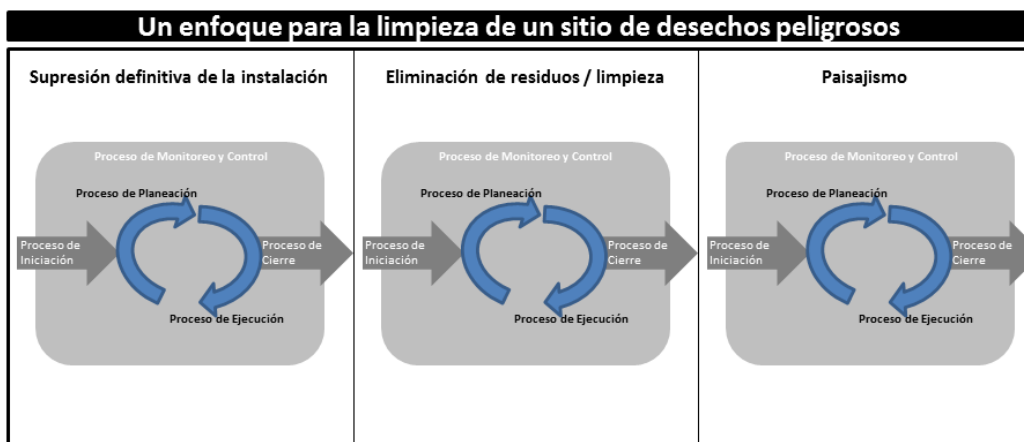 Un enfoque para la limpieza de un sitio de desechos peligrosos
Supresión definitiva de la instalación
Proceso de Monitoreo y Control
Proceso de Planeación
Proceso de
Iniciación
Proceso de
Cierre
Proceso de Ejecución
Eliminación de residuos / limpieza
Proceso de Monitoreo y Control
Proceso de Planeación
Proceso de
Iniciación
Proceso de
Cierre
Proceso de Ejecución
Paisajismo
Proceso de Monitoreo y Control
Proceso de Planeación
Proceso de
Iniciación
Proceso de
Cierre
Proceso de Ejecución